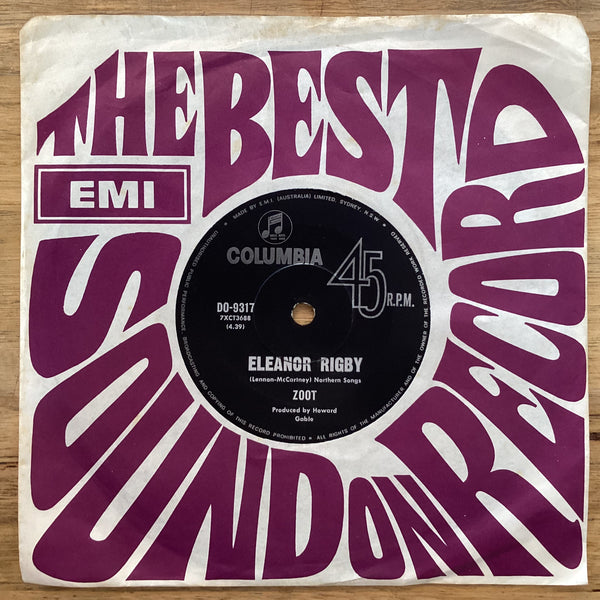 THE BEST
SOUND ON RECORD
EMI
MADE BY E.M.I. (AUSTRALIA) LIMITED, SYDNEY, N.S.W.
COLUMBIA
45 R.P.M.
DO-9317
7XCT3688
(4.39)
ELEANOR RIGBY
(Lennon-McCartney) Northern Songs
ZOOT
Produced by Howard
Gable
UNAUTHORISED PUBLIC PERFORMANCE, BROADCASTING AND COPYING OF THIS RECORD PROHIBITED • ALL RIGHTS OF THE MANUFACTURER AND OF THE OWNER OF THE RECORDED WORK RESERVED